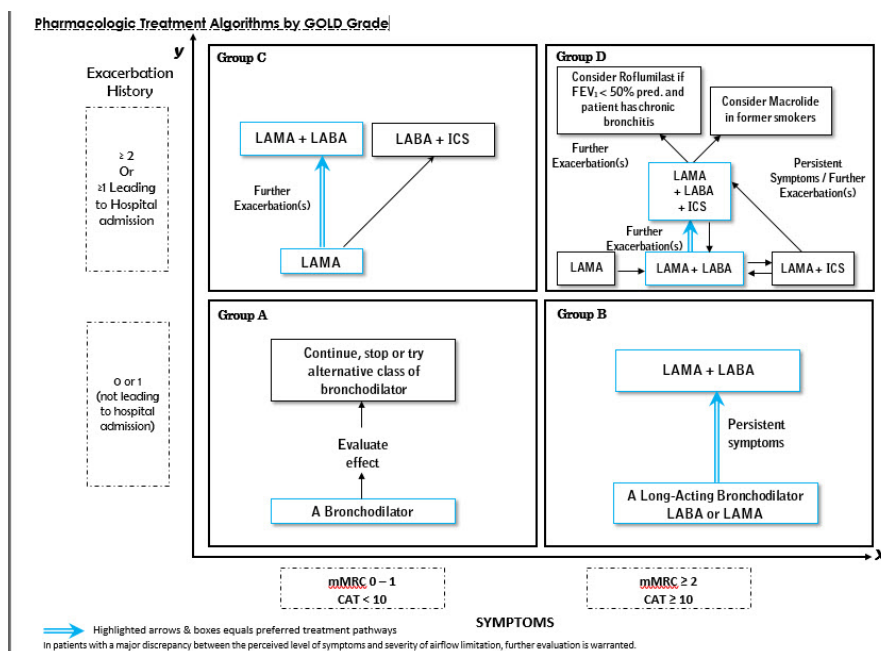 Pharmacologic Treatment Algorithms by GOLD Grade
y
Exacerbation
History
≥ 2
Or
≥1 Leading
to Hospital
admission
0 or 1
(not leading
to hospital
admission)
Group C
LAMA + LABA
LABA + ICS
Further
Exacerbation(s)
LAMA
Group D
Consider Roflumilast if
FEV₁ < 50% pred. and
patient has chronic
bronchitis
Consider Macrolide
in former smokers
Further
Exacerbation(s)
Persistent
Symptoms / Further
Exacerbation(s)
LAMA
+ LABA
+ ICS
Further
Exacerbation(s)
LAMA
LAMA + LABA
LAMA + ICS
Group A
Continue, stop or try
alternative class of
bronchodilator
Evaluate
effect
A Bronchodilator
Group B
LAMA + LABA
Persistent
symptoms
A Long-Acting Bronchodilator
LABA or LAMA
x
mMRC 0 – 1
CAT < 10
mMRC ≥ 2
CAT ≥ 10
SYMPTOMS
Highlighted arrows & boxes equals preferred treatment pathways
In patients with a major discrepancy between the perceived level of symptoms and severity of airflow limitation, further evaluation is warranted.